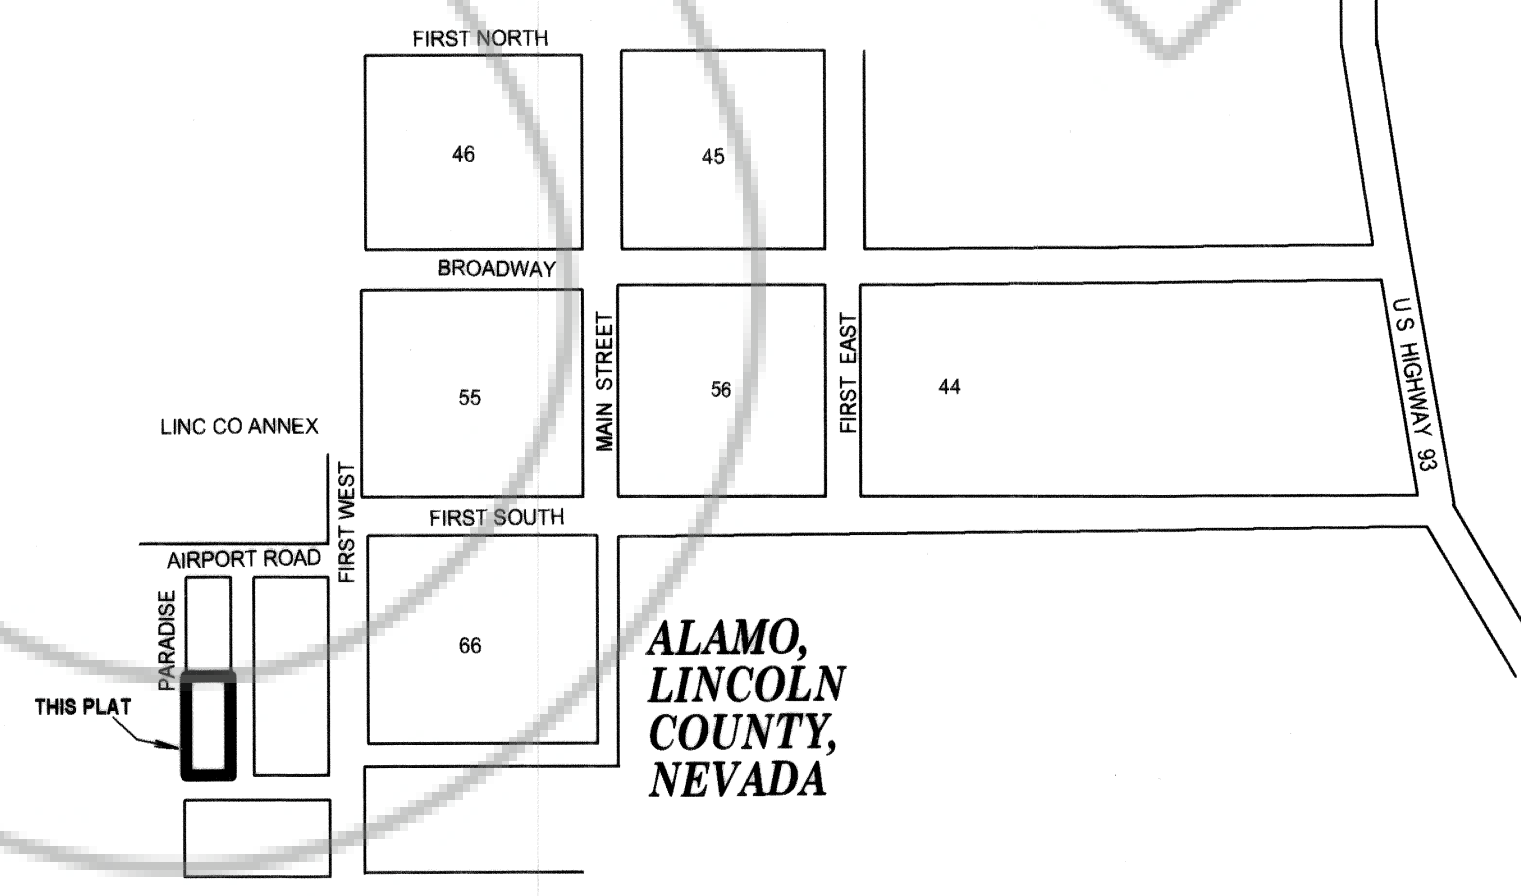 FIRST NORTH
46
45
BROADWAY
MAIN STREET
FIRST EAST
U S HIGHWAY 93
55
56
44
LINC CO ANNEX
FIRST WEST
FIRST SOUTH
AIRPORT ROAD
PARADISE
66
THIS PLAT
ALAMO,
LINCOLN
COUNTY,
NEVADA